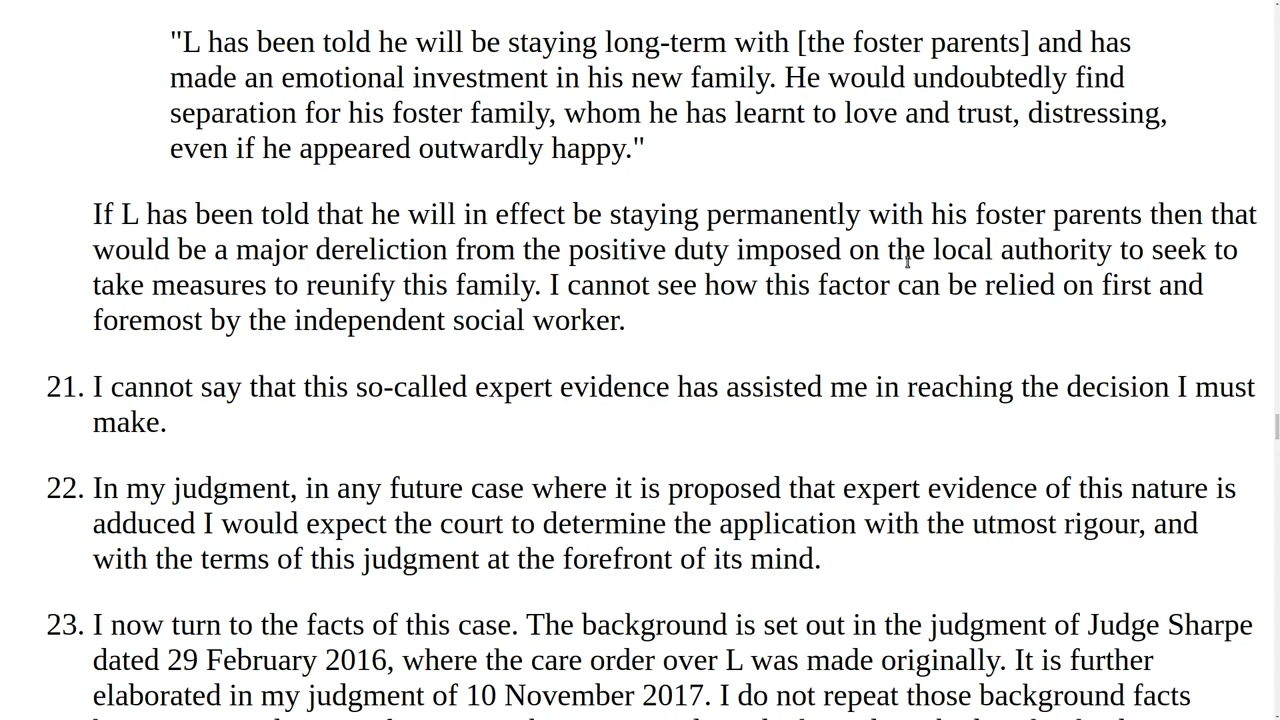 "L has been told he will be staying long-term with [the foster parents] and has
made an emotional investment in his new family. He would undoubtedly find
separation for his foster family, whom he has learnt to love and trust, distressing,
even if he appeared outwardly happy."
If L has been told that he will in effect be staying permanently with his foster parents then that
would be a major dereliction from the positive duty imposed on the local authority to seek to
take measures to reunify this family. I cannot see how this factor can be relied on first and
foremost by the independent social worker.
21. I cannot say that this so-called expert evidence has assisted me in reaching the decision I must
make.
22. In my judgment, in any future case where it is proposed that expert evidence of this nature is
adduced I would expect the court to determine the application with the utmost rigour, and
with the terms of this judgment at the forefront of its mind.
23. I now turn to the facts of this case. The background is set out in the judgment of Judge Sharpe
dated 29 February 2016, where the care order over L was made originally. It is further
elaborated in my judgment of 10 November 2017. I do not repeat those background facts